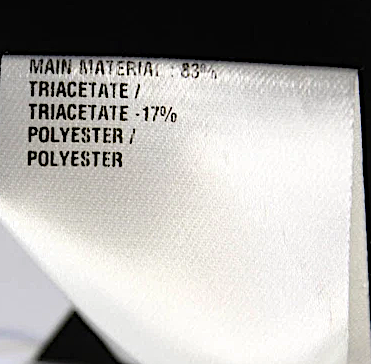 MAIN MATERIAL : 83%
TRIACETATE /
TRIACETATE -17%
POLYESTER /
POLYESTER